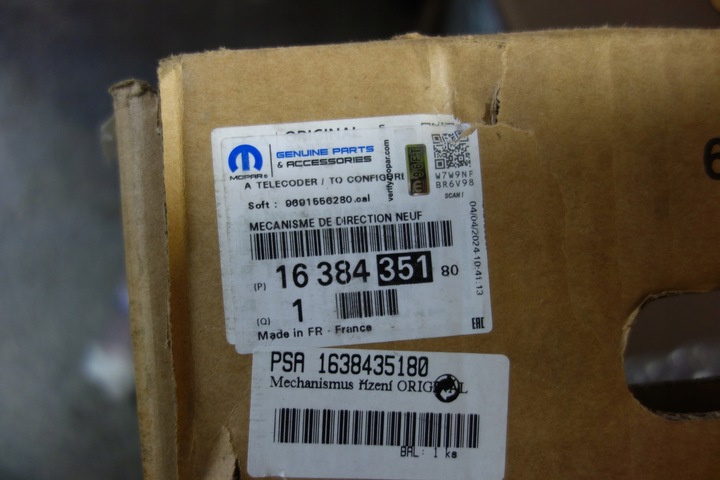 ORIGINAL
MOPAR®
GENUINE PARTS
& ACCESSORIES
verifymopar.com
W7W9NF
BR6V98
SCAN!
A TELECODER / TO CONFIGURE
Soft : 9691556280.cal
MECANISME DE DIRECTION NEUF
(P) 16 384 351 80
(Q) 1
Made in FR - France
04/04/2024 10:41:13
EAC
PSA 1638435180
Mechanismus řízení ORIGINAL
BAL: 1 ks
6